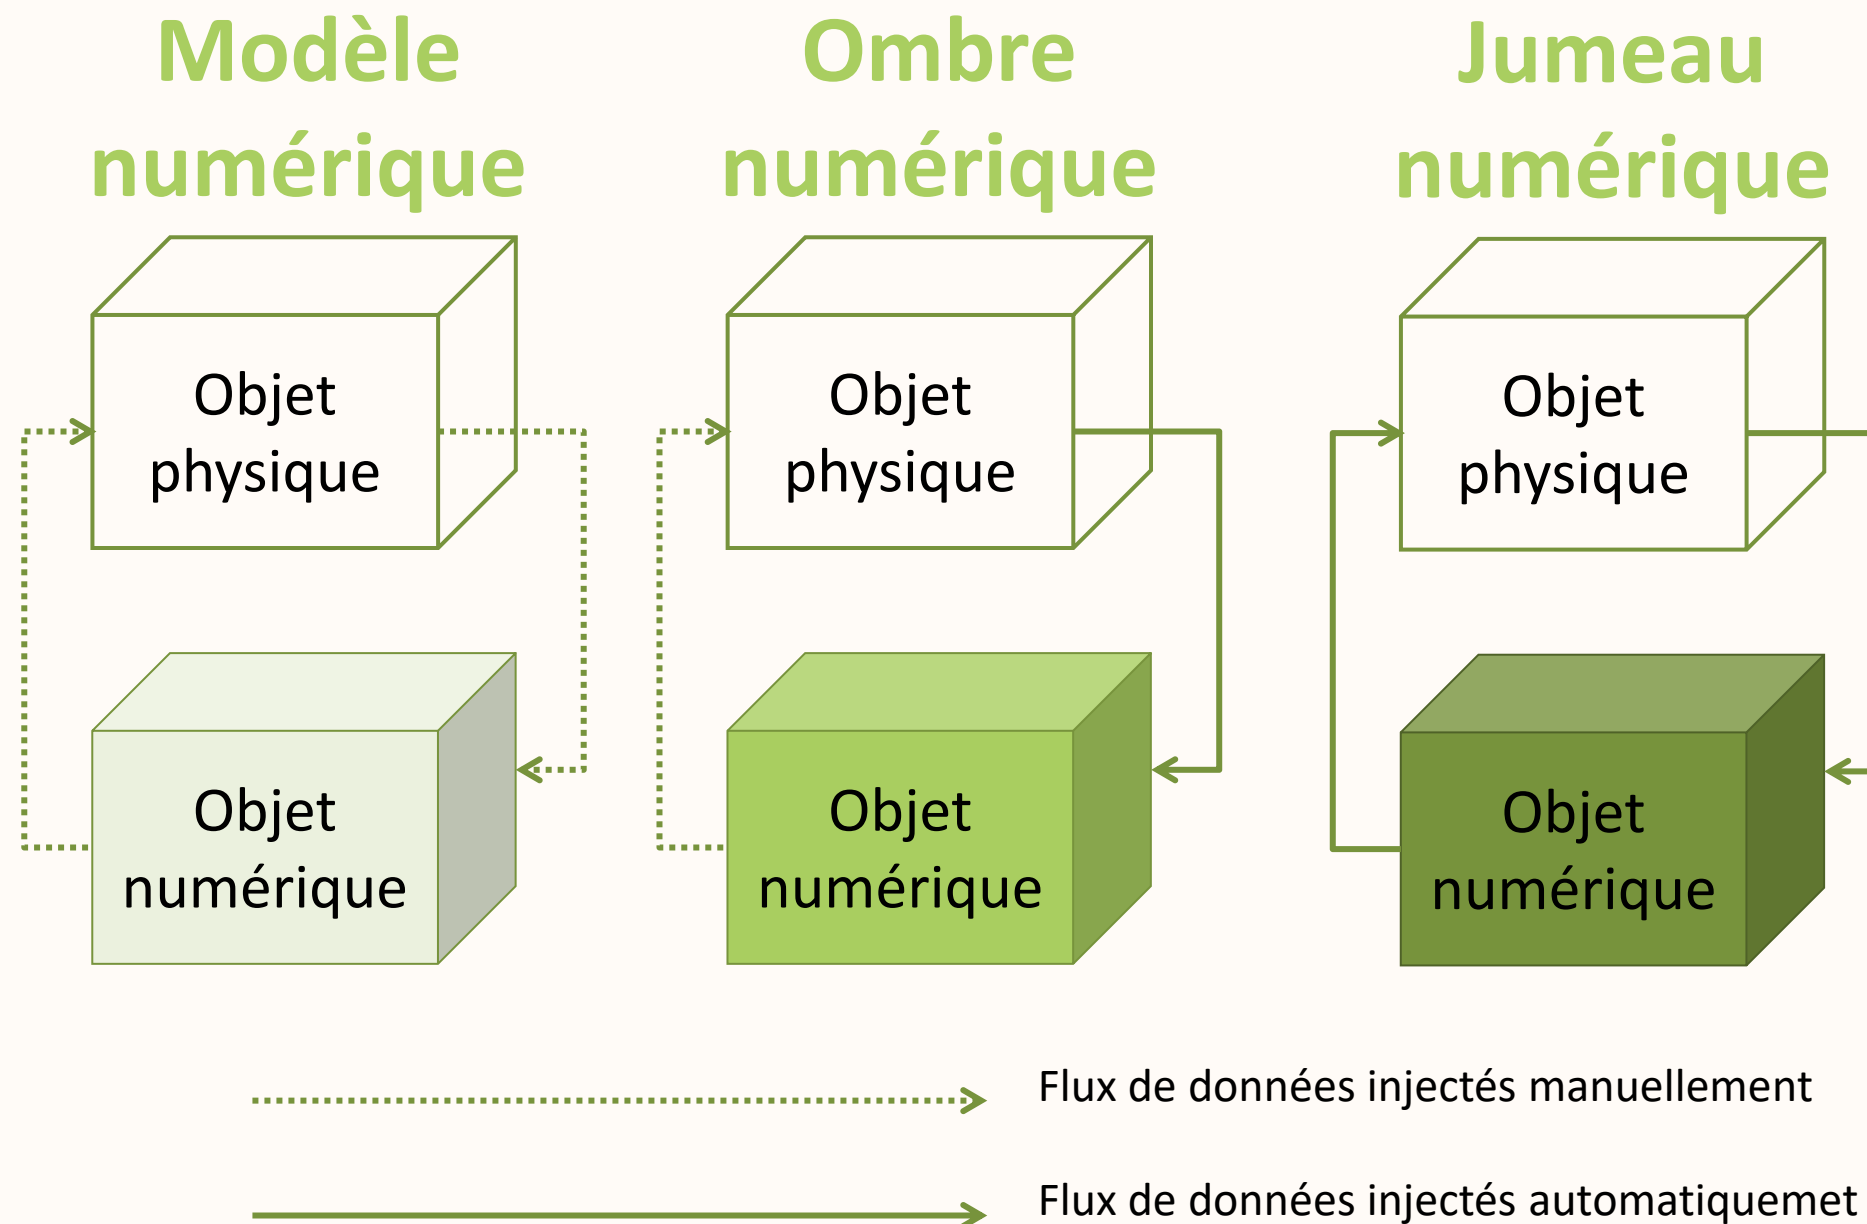 Modèle
numérique
Ombre
numérique
Jumeau
numérique
Objet
physique
Objet
physique
Objet
physique
Objet
numérique
Objet
numérique
Objet
numérique
Flux de données injectés manuellement
Flux de données injectés automatiquemet